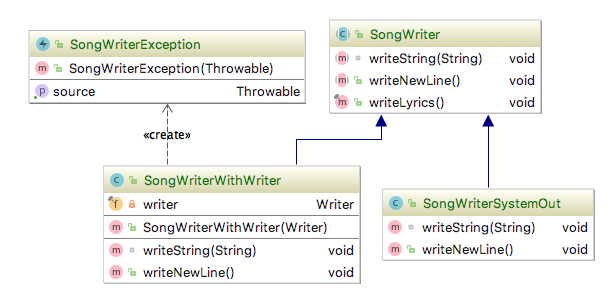 SongWriterException
SongWriterException(Throwable)
source Throwable
SongWriter
writeString(String) void
writeNewLine() void
writeLyrics() void
«create»
SongWriterWithWriter
writer Writer
SongWriterWithWriter(Writer)
writeString(String) void
writeNewLine() void
SongWriterSystemOut
writeString(String) void
writeNewLine() void